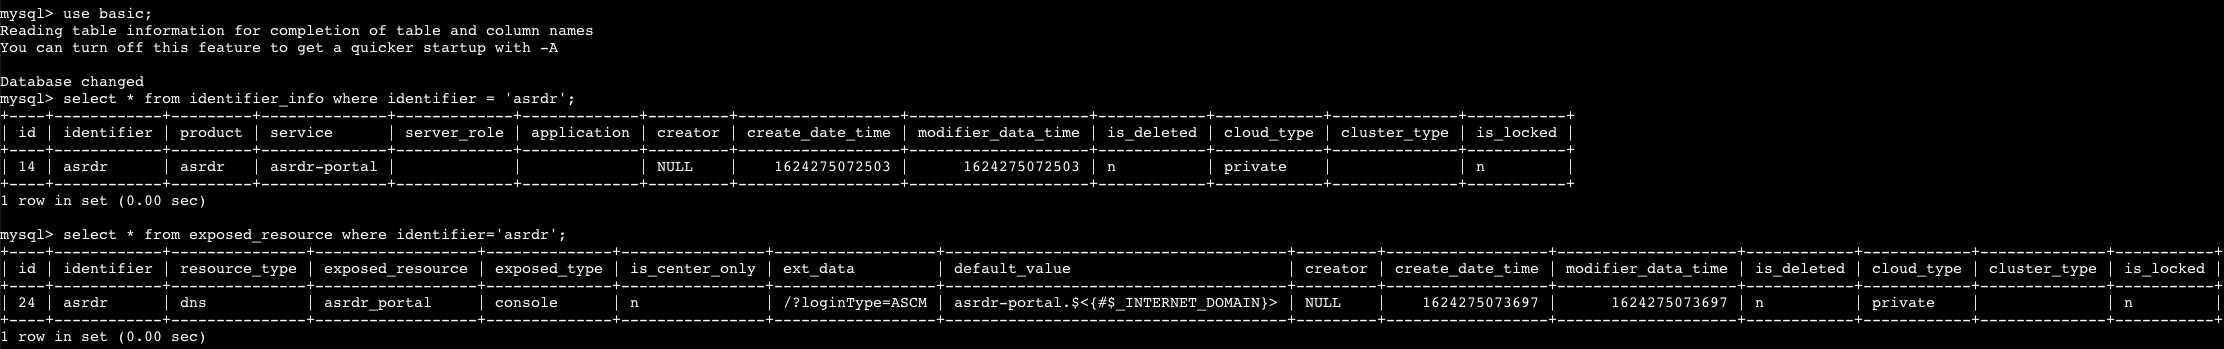 mysql> use basic;
Reading table information for completion of table and column names
You can turn off this feature to get a quicker startup with -A
Database changed
mysql> select * from identifier_info where identifier = 'asrdr';
+----+------------+---------+--------------+-------------+-------------+---------+------------------+--------------------+------------+------------+--------------+-----------+
| id | identifier | product | service      | server_role | application | creator | create_date_time | modifier_data_time | is_deleted | cloud_type | cluster_type | is_locked |
+----+------------+---------+--------------+-------------+-------------+---------+------------------+--------------------+------------+------------+--------------+-----------+
| 14 | asrdr      | asrdr   | asrdr-portal |             |             | NULL    |    1624275072503 |      1624275072503 | n          | private    |              | n         |
+----+------------+---------+--------------+-------------+-------------+---------+------------------+--------------------+------------+------------+--------------+-----------+
1 row in set (0.00 sec)
mysql> select * from exposed_resource where identifier='asrdr';
+----+------------+---------------+------------------+--------------+----------------+------------------+--------------------------------------+---------+------------------+--------------------+------------+------------+--------------+-----------+
| id | identifier | resource_type | exposed_resource | exposed_type | is_center_only | ext_data         | default_value                        | creator | create_date_time | modifier_data_time | is_deleted | cloud_type | cluster_type | is_locked |
+----+------------+---------------+------------------+--------------+----------------+------------------+--------------------------------------+---------+------------------+--------------------+------------+------------+--------------+-----------+
| 24 | asrdr      | dns           | asrdr_portal     | console      | n              | /?loginType=ASCM | asrdr-portal.$<{#$_INTERNET_DOMAIN}> | NULL    |    1624275073697 |      1624275073697 | n          | private    |              | n         |
+----+------------+---------------+------------------+--------------+----------------+------------------+--------------------------------------+---------+------------------+--------------------+------------+------------+--------------+-----------+
1 row in set (0.00 sec)